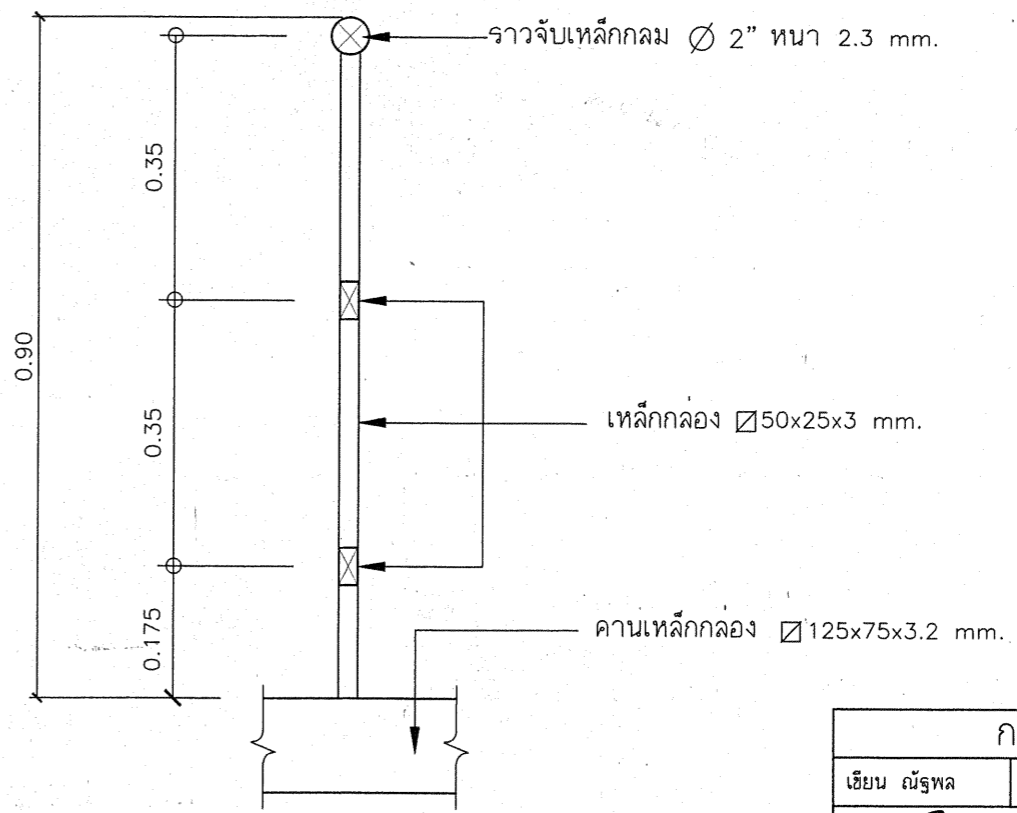 ราวจับเหล็กกลม ∅ 2” หนา 2.3 mm.
0.35
0.90
0.35
เหล็กกล่อง 50x25x3 mm.
0.175
คานเหล็กกล่อง 125x75x3.2 mm.
ก
เขียน ณัฐพล